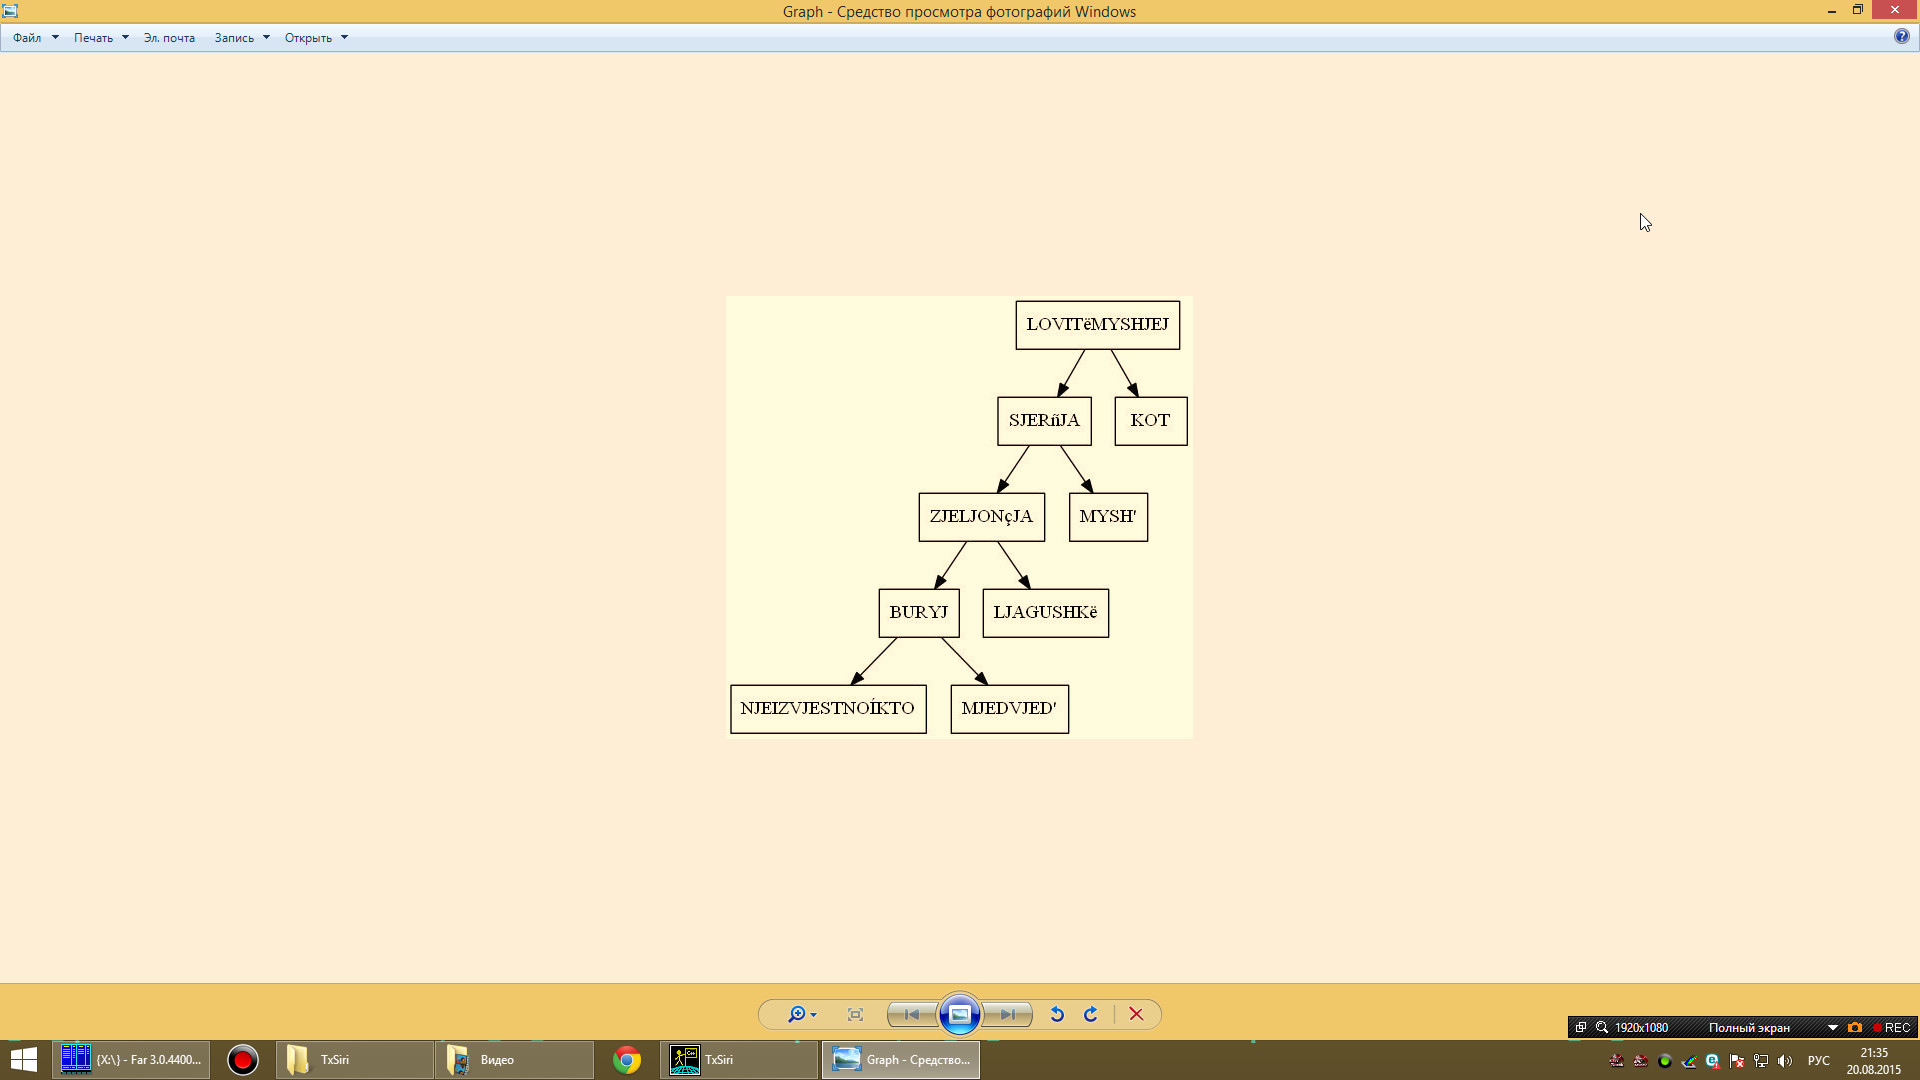 Graph - Средство просмотра фотографий Windows
Файл Печать Эл. почта Запись Открыть
LOVITëMYSHJEJ
SJERñJA KOT
ZJELJONçJA MYSH'
BURYJ LJAGUSHKë
NJEIZVJESTNOÍKTO MJEDVJED'
1920x1080 Полный экран REC
{X:\} - Far 3.0.4400... TxSiri Видео TxSiri Graph - Средство... РУС 21:35
20.08.2015